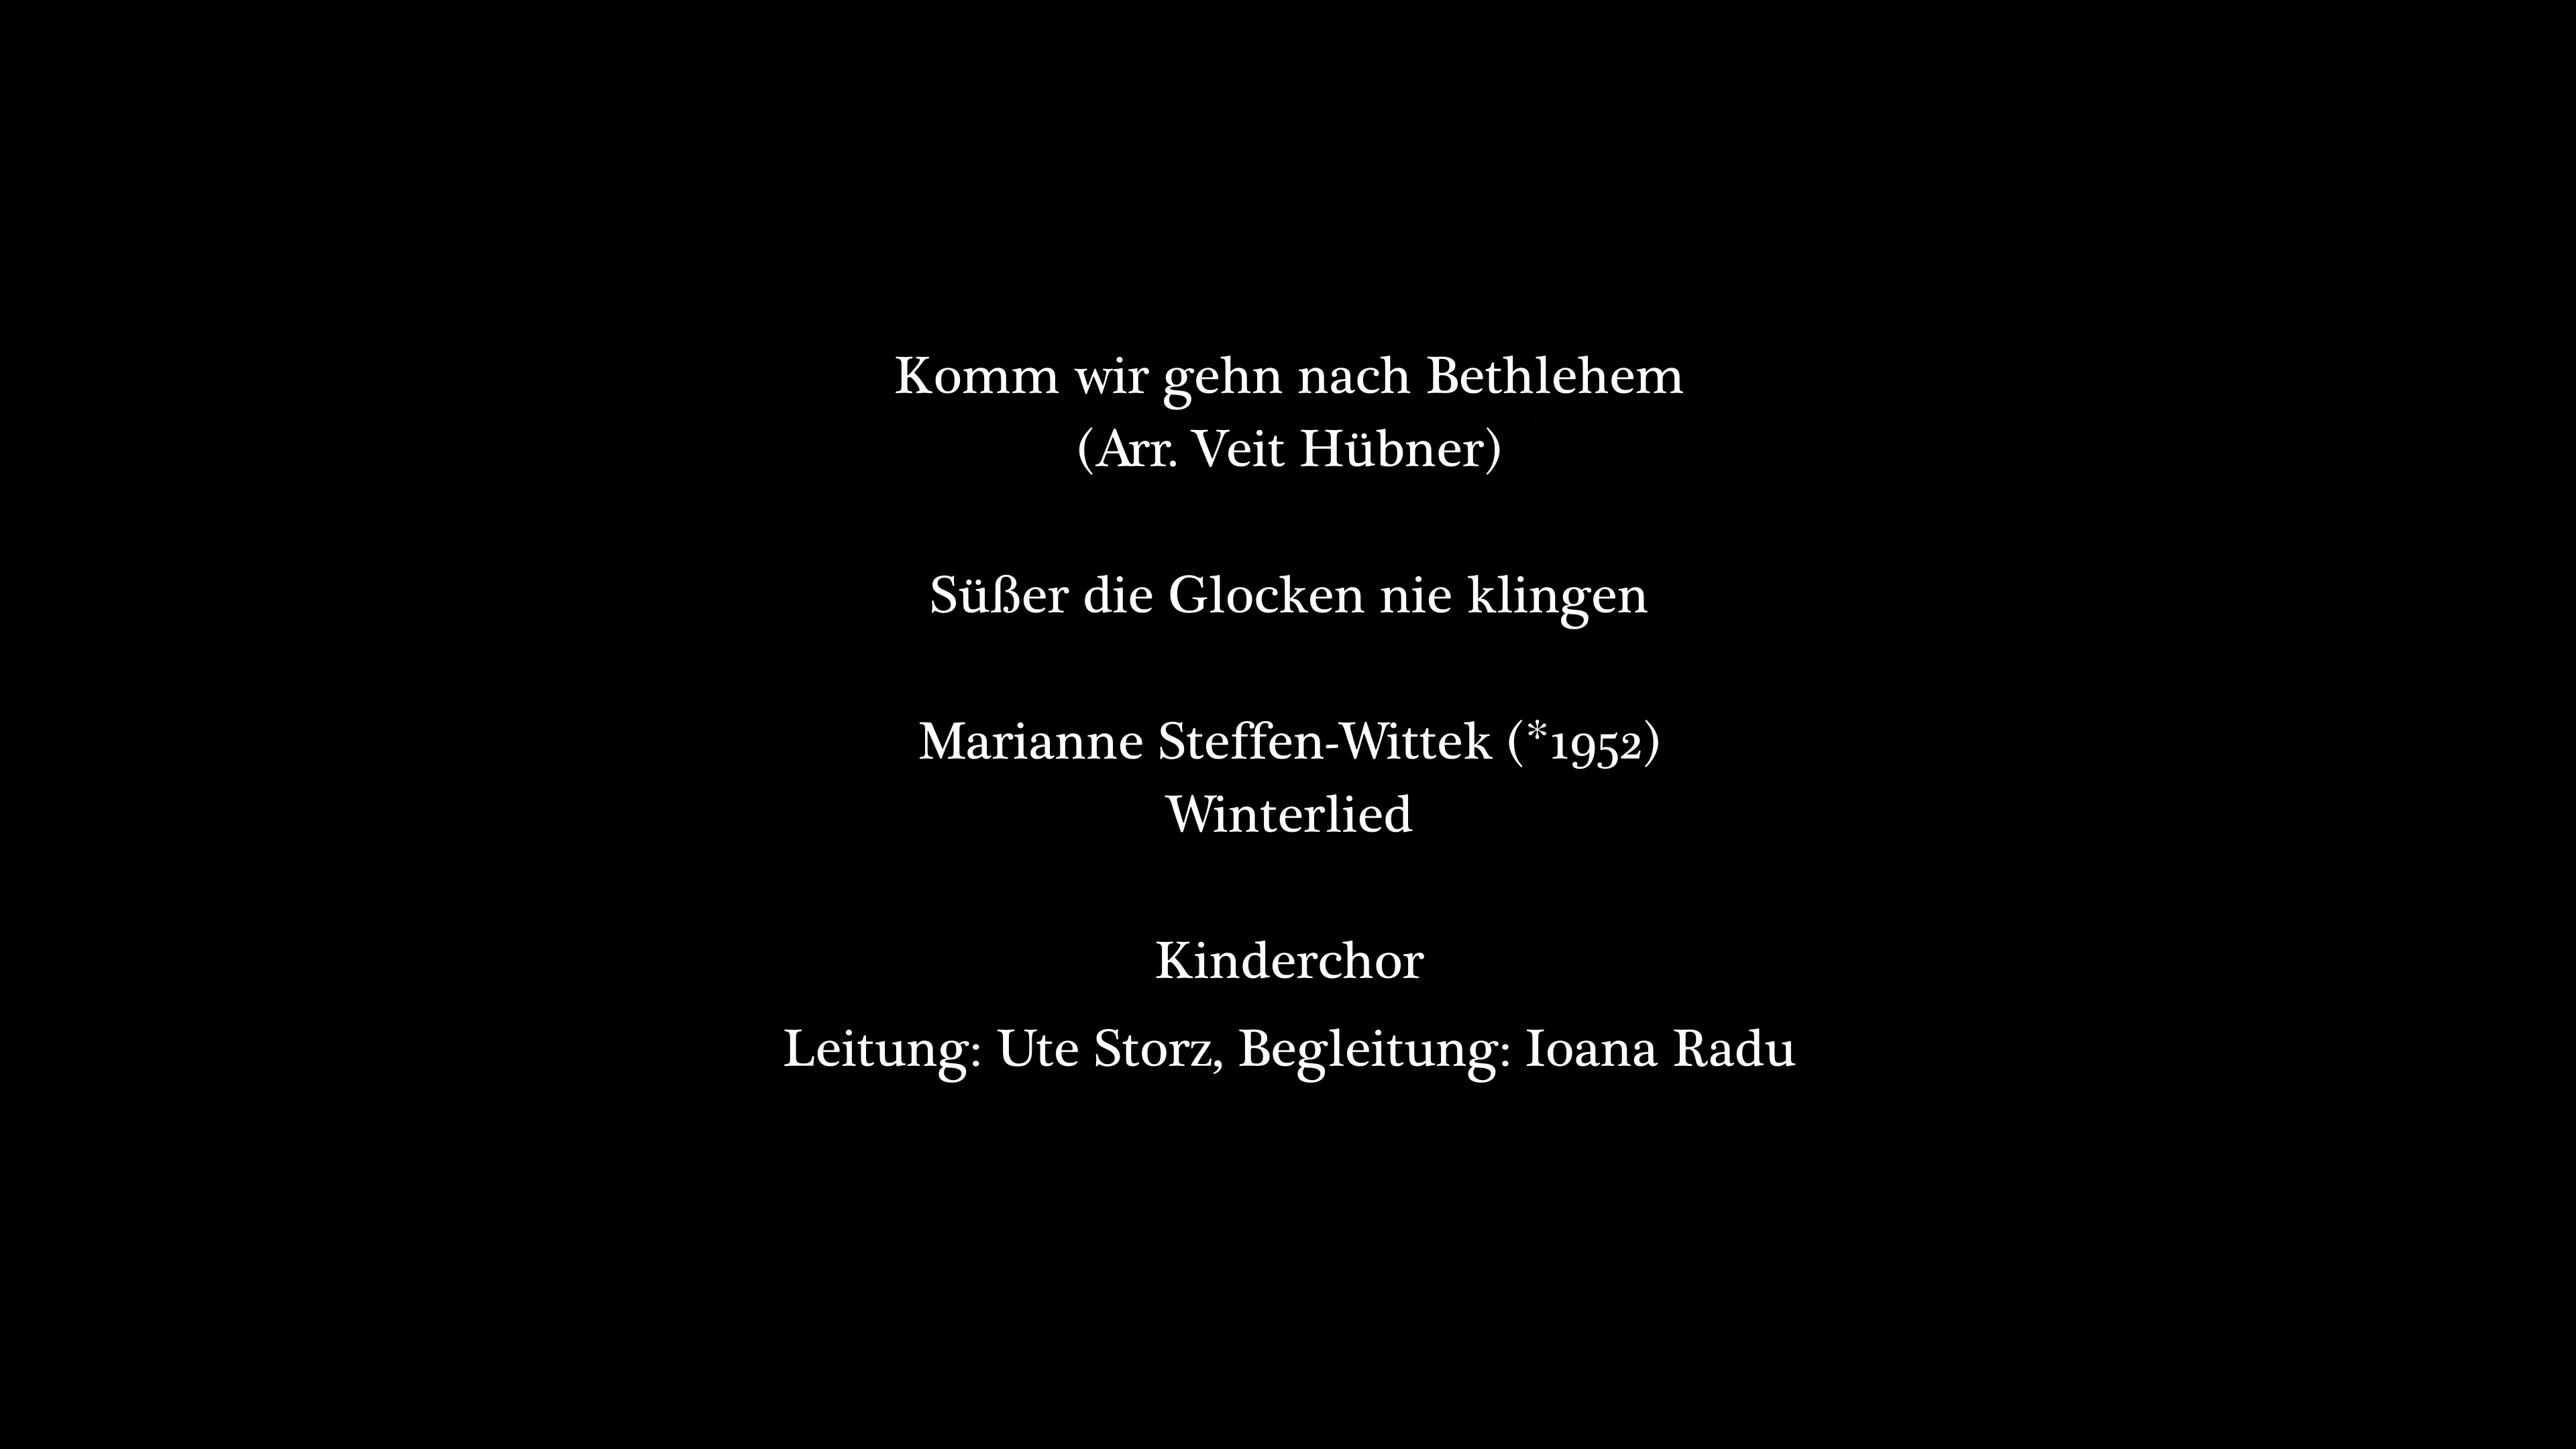 Komm wir gehn nach Bethlehem
(Arr. Veit Hübner)
Süßer die Glocken nie klingen
Marianne Steffen-Wittek (*1952)
Winterlied
Kinderchor
Leitung: Ute Storz, Begleitung: Ioana Radu